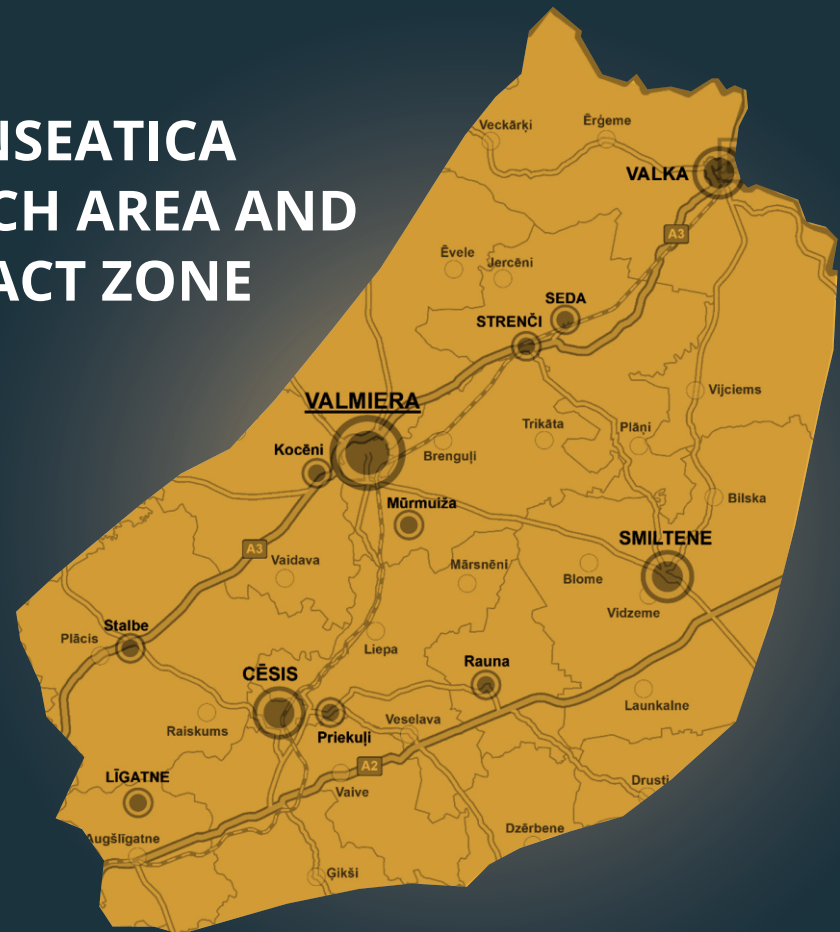 NSEATICA
CH AREA AND
ACT ZONE
Veckārķi
Ērģeme
VALKA
A3
Ēvele
Jercēni
SEDA
STRENČI
VALMIERA
Vijciems
Kocēni
Brenguļi
Trikāta
Plāņi
Mūrmuiža
Bilska
SMILTENE
A3
Vaidava
Mārsnēni
Blome
Vidzeme
Stalbe
Plācis
Liepa
Rauna
CĒSIS
Launkalne
Raiskums
Priekuļi
Veselava
A2
LĪGATNE
Vaive
Drusti
Augšlīgatne
Dzērbene
Ģikši